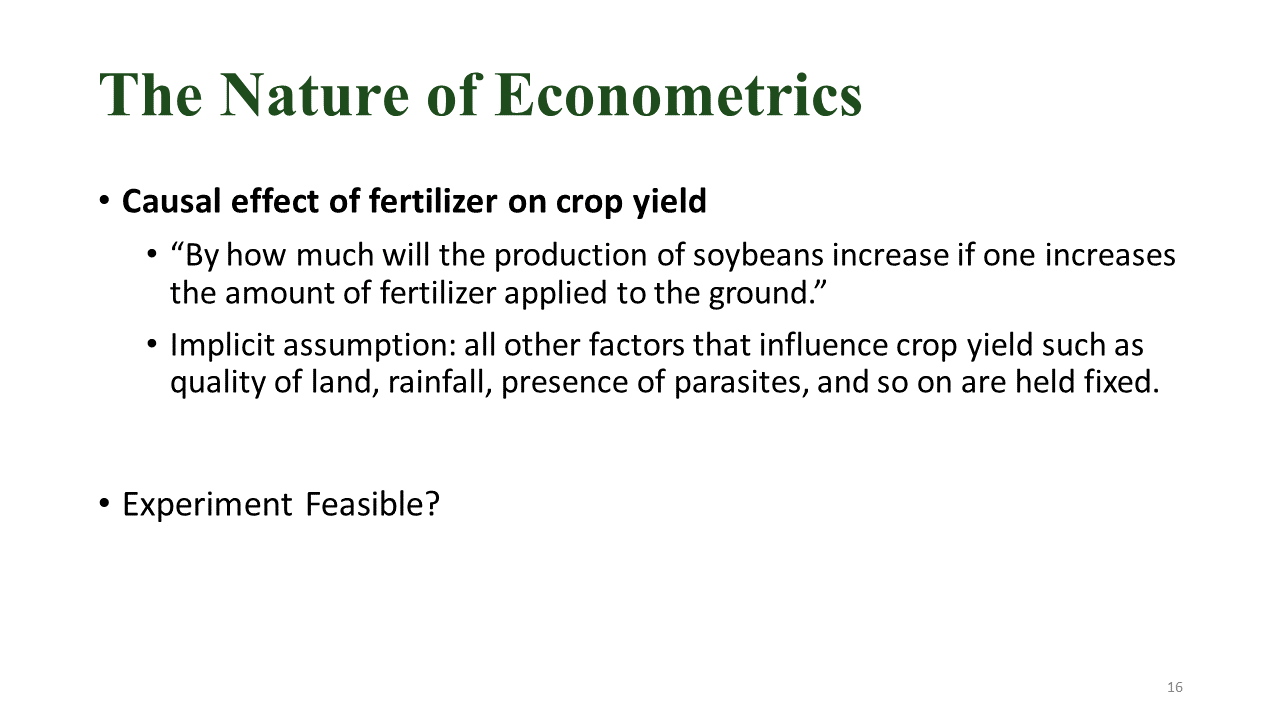 The Nature of Econometrics
• Causal effect of fertilizer on crop yield
• “By how much will the production of soybeans increase if one increases
the amount of fertilizer applied to the ground.”
• Implicit assumption: all other factors that influence crop yield such as
quality of land, rainfall, presence of parasites, and so on are held fixed.
• Experiment Feasible?
16